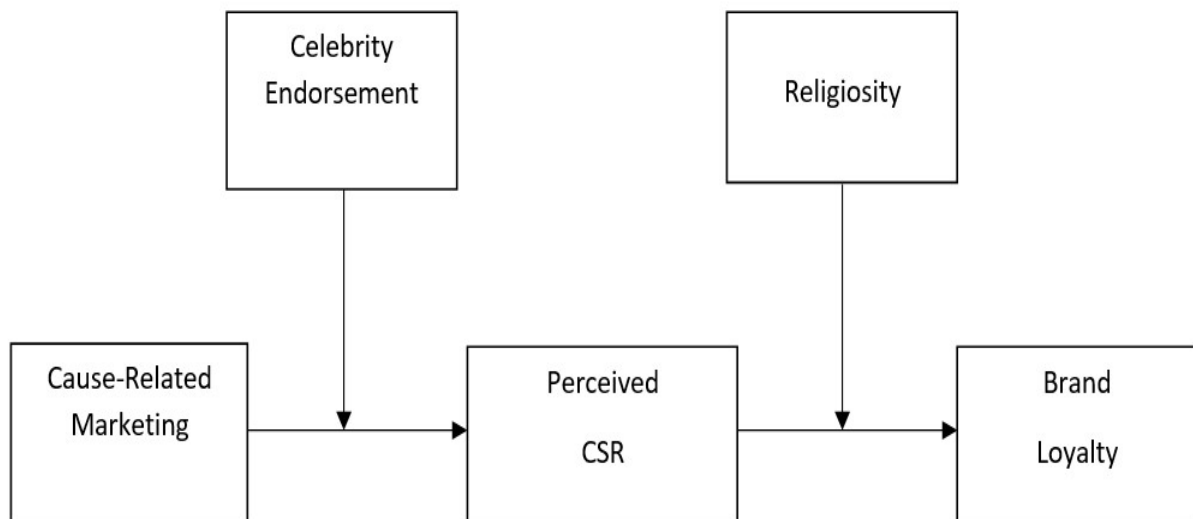 Celebrity
Endorsement
Religiosity
Cause-Related
Marketing
Perceived
CSR
Brand
Loyalty